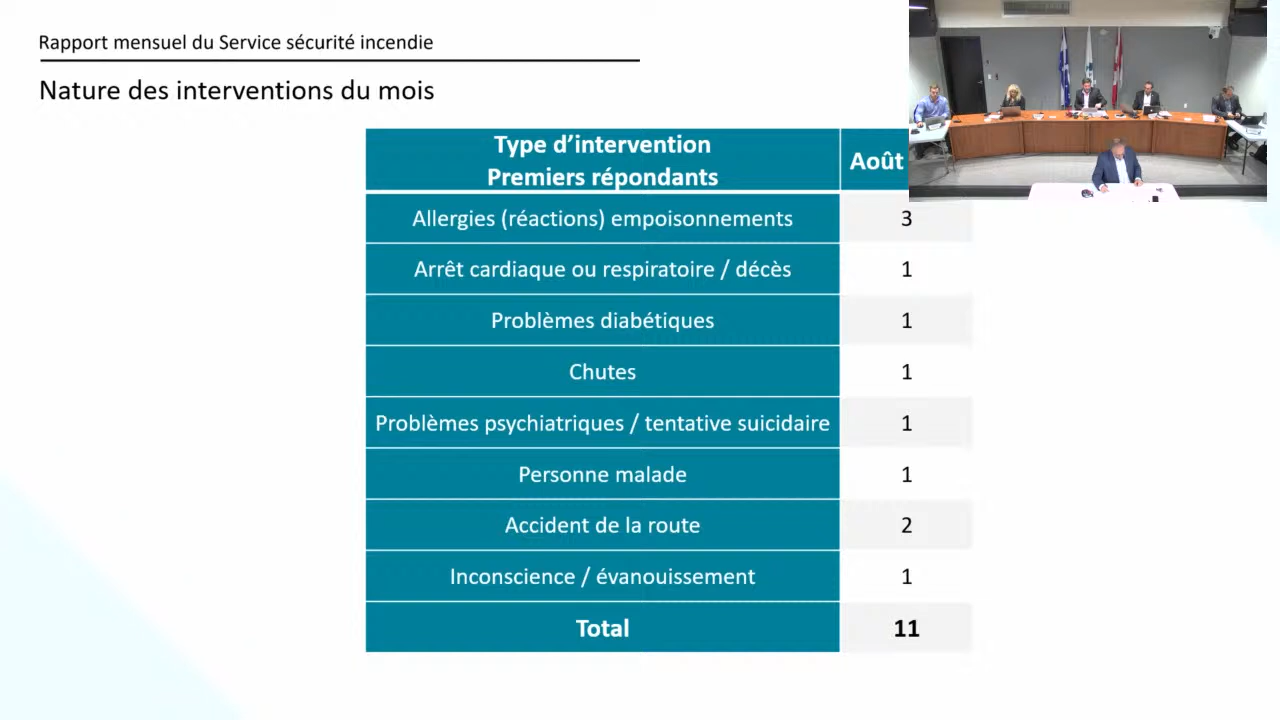 Rapport mensuel du Service sécurité incendie
Nature des interventions du mois
Type d’intervention
Premiers répondants
Août
Allergies (réactions) empoisonnements 3
Arrêt cardiaque ou respiratoire / décès 1
Problèmes diabétiques 1
Chutes 1
Problèmes psychiatriques / tentative suicidaire 1
Personne malade 1
Accident de la route 2
Inconscience / évanouissement 1
Total 11